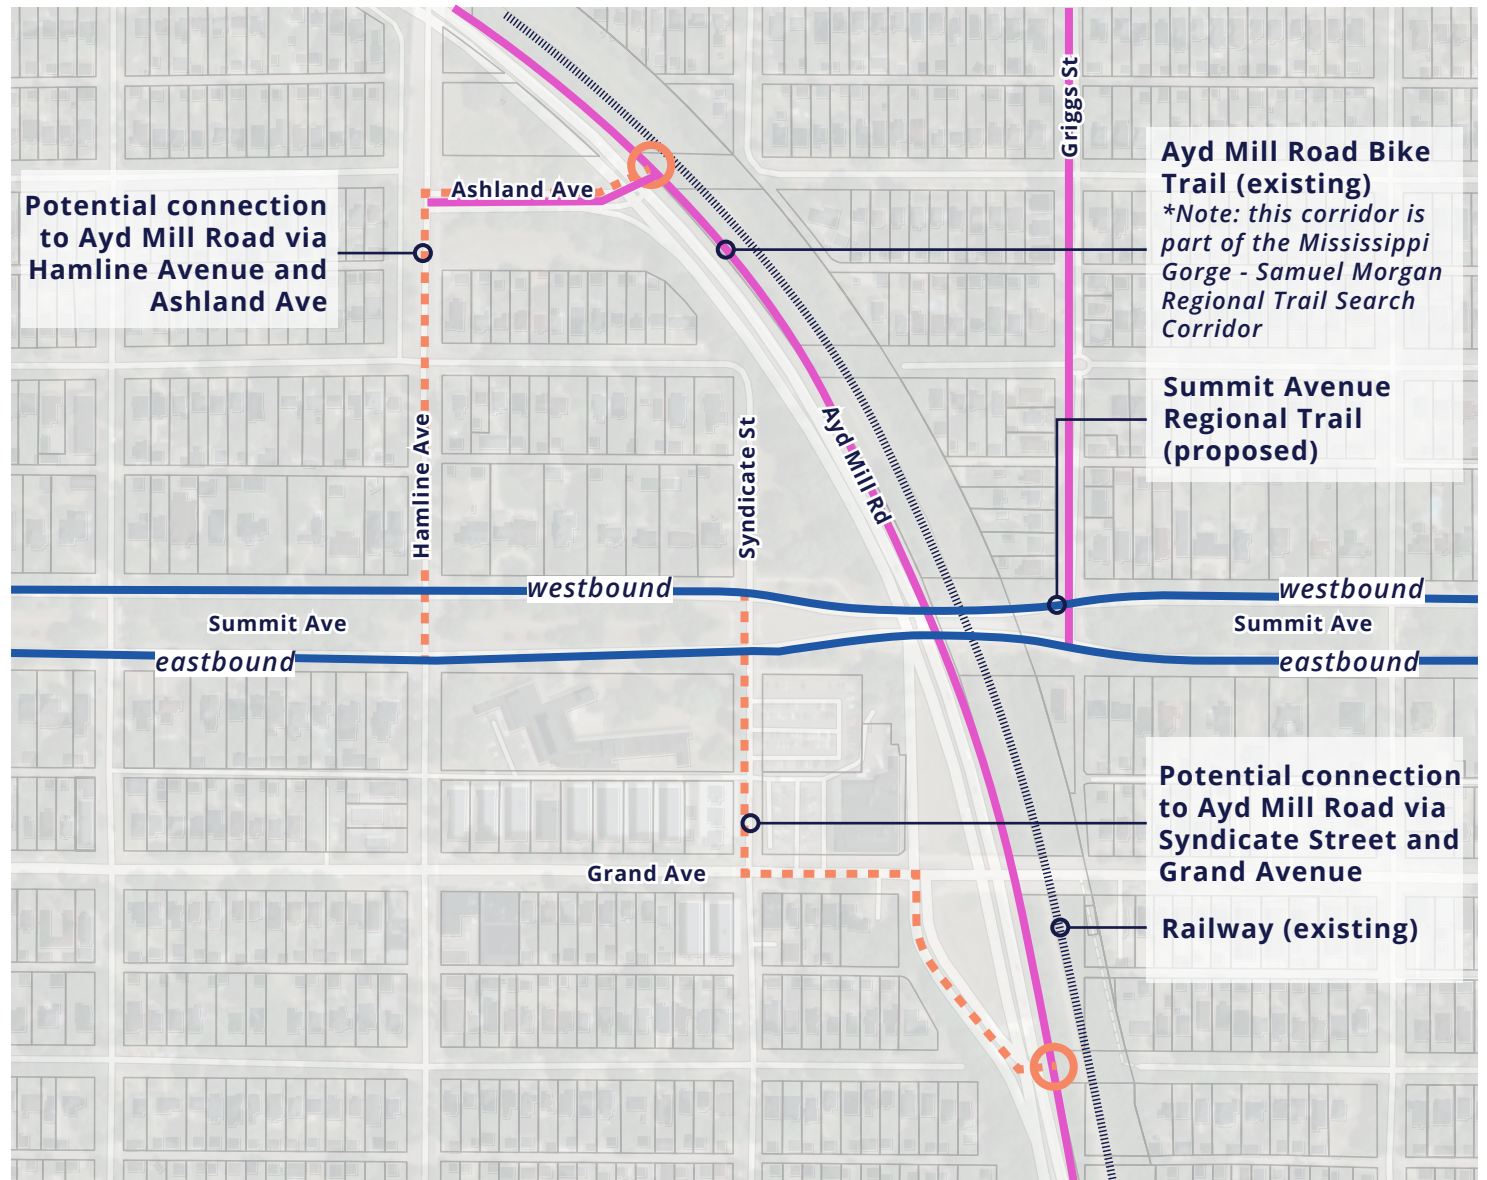 Griggs St
Ayd Mill Road Bike
Trail (existing)
*Note: this corridor is
part of the Mississippi
Gorge - Samuel Morgan
Regional Trail Search
Corridor
Ashland Ave
Potential connection
to Ayd Mill Road via
Hamline Avenue and
Ashland Ave
Summit Avenue
Regional Trail
(proposed)
Hamline Ave
Syndicate St
Ayd Mill Rd
westbound
westbound
Summit Ave
Summit Ave
eastbound
eastbound
Potential connection
to Ayd Mill Road via
Syndicate Street and
Grand Avenue
Grand Ave
Railway (existing)